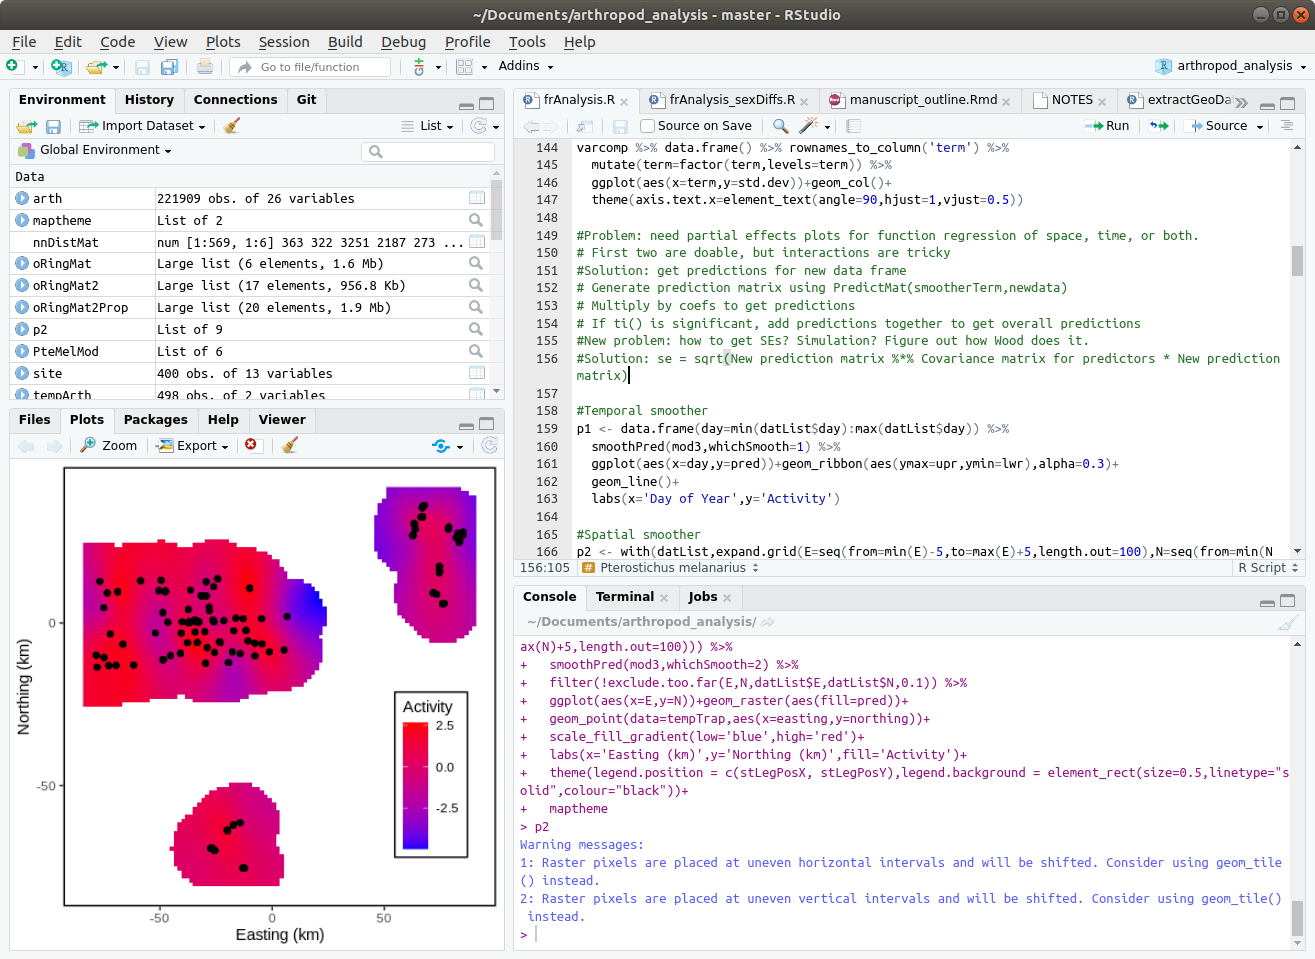 ~/Documents/arthropod_analysis - master - RStudio
File Edit Code View Plots Session Build Debug Profile Tools Help
Go to file/function Addins arthropod_analysis
Environment History Connections Git
Import Dataset List
Global Environment
Data
arth 221909 obs. of 26 variables
maptheme List of 2
nnDistMat num [1:569, 1:6] 363 322 3251 2187 273 ...
oRingMat Large list (6 elements, 1.6 Mb)
oRingMat2 Large list (17 elements, 956.8 Kb)
oRingMat2Prop Large list (20 elements, 1.9 Mb)
p2 List of 9
PteMelMod List of 6
site 400 obs. of 13 variables
tempArth 498 obs. of 2 variables
Files Plots Packages Help Viewer
Zoom Export
Northing (km)
0
-50
-50 0 50
Easting (km)
Activity
2.5
0.0
-2.5
frAnalysis.R frAnalysis_sexDiffs.R manuscript_outline.Rmd NOTES extractGeoDa
Source on Save Run Source
144 varcomp %>% data.frame() %>% rownames_to_column('term') %>%
145 mutate(term=factor(term,levels=term)) %>%
146 ggplot(aes(x=term,y=std.dev))+geom_col()+
147 theme(axis.text.x=element_text(angle=90,hjust=1,vjust=0.5))
148
149 #Problem: need partial effects plots for function regression of space, time, or both.
150 # First two are doable, but interactions are tricky
151 #Solution: get predictions for new data frame
152 # Generate prediction matrix using PredictMat(smootherTerm,newdata)
153 # Multiply by coefs to get predictions
154 # If ti() is significant, add predictions together to get overall predictions
155 #New problem: how to get SEs? Simulation? Figure out how Wood does it.
156 #Solution: se = sqrt(New prediction matrix %*% Covariance matrix for predictors * New prediction
matrix)
157
158 #Temporal smoother
159 p1 <- data.frame(day=min(datList$day):max(datList$day)) %>%
160 smoothPred(mod3,whichSmooth=1) %>%
161 ggplot(aes(x=day,y=pred))+geom_ribbon(aes(ymax=upr,ymin=lwr),alpha=0.3)+
162 geom_line()+
163 labs(x='Day of Year',y='Activity')
164
165 #Spatial smoother
166 p2 <- with(datList,expand.grid(E=seq(from=min(E)-5,to=max(E)+5,length.out=100),N=seq(from=min(N
156:105 # Pterostichus melanarius R Script
Console Terminal Jobs
~/Documents/arthropod_analysis/
ax(N)+5,length.out=100))) %>%
+ smoothPred(mod3,whichSmooth=2) %>%
+ filter(!exclude.too.far(E,N,datList$E,datList$N,0.1)) %>%
+ ggplot(aes(x=E,y=N))+geom_raster(aes(fill=pred))+
+ geom_point(data=tempTrap,aes(x=easting,y=northing))+
+ scale_fill_gradient(low='blue',high='red')+
+ labs(x='Easting (km)',y='Northing (km)',fill='Activity')+
+ theme(legend.position = c(stLegPosX, stLegPosY),legend.background = element_rect(size=0.5,linetype="s
olid",colour="black"))+
+ maptheme
> p2
Warning messages:
1: Raster pixels are placed at uneven horizontal intervals and will be shifted. Consider using geom_tile
() instead.
2: Raster pixels are placed at uneven vertical intervals and will be shifted. Consider using geom_tile()
instead.
>